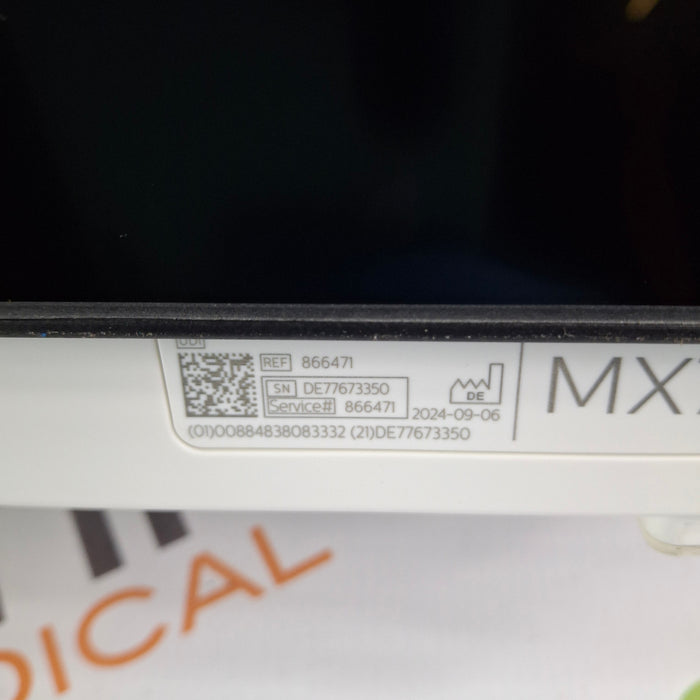 UDI
REF 866471
SN DE77673350
Service# 866471
DE
2024-09-06
(01)00884838083332 (21)DE77673350
MX
DICAL